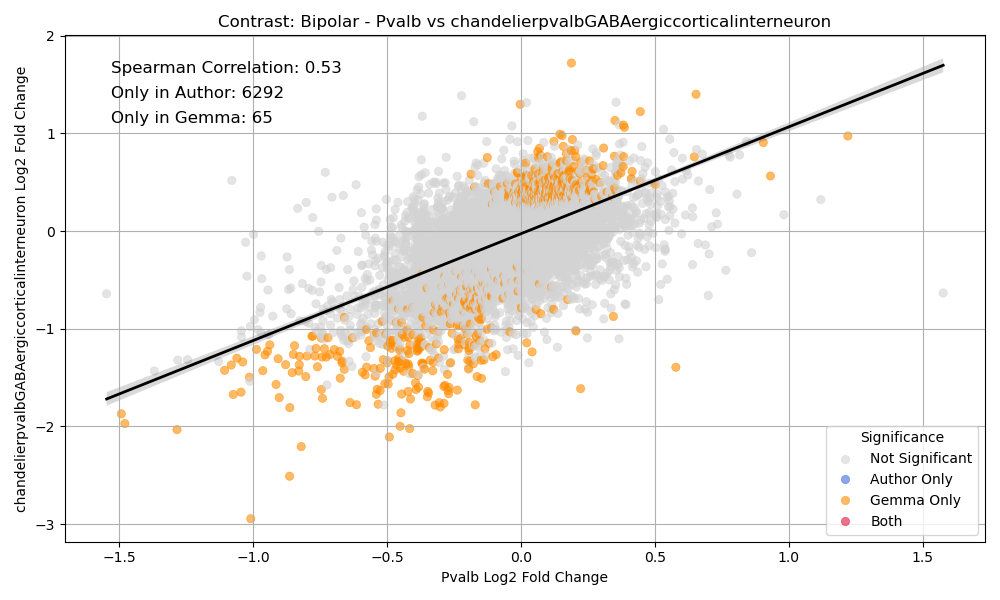 Contrast: Bipolar - Pvalb vs chandelierpvalbGABAergiccorticalinterneuron
chandelierpvalbGABAergiccorticalinterneuron Log2 Fold Change
2
1
0
−1
−2
−3
Spearman Correlation: 0.53
Only in Author: 6292
Only in Gemma: 65
Significance
Not Significant
Author Only
Gemma Only
Both
−1.5 −1.0 −0.5 0.0 0.5 1.0 1.5
Pvalb Log2 Fold Change